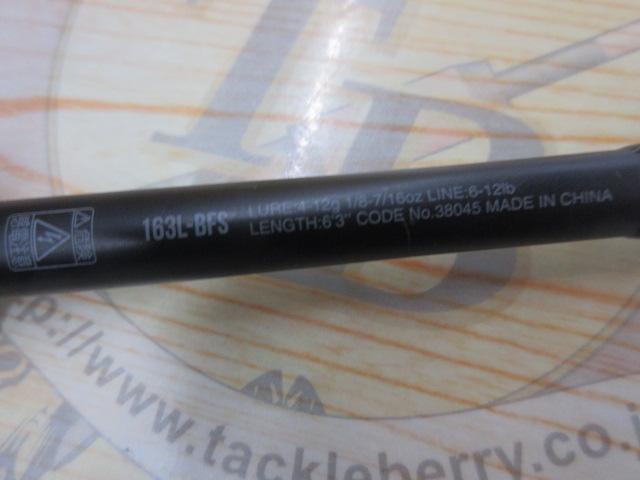 TB
163L-BFS
LURE:4-12g 1/8-7/16oz LINE:6-12lb
LENGTH:6'3" CODE No.38045 MADE IN CHINA
www.tackleberry.co.j